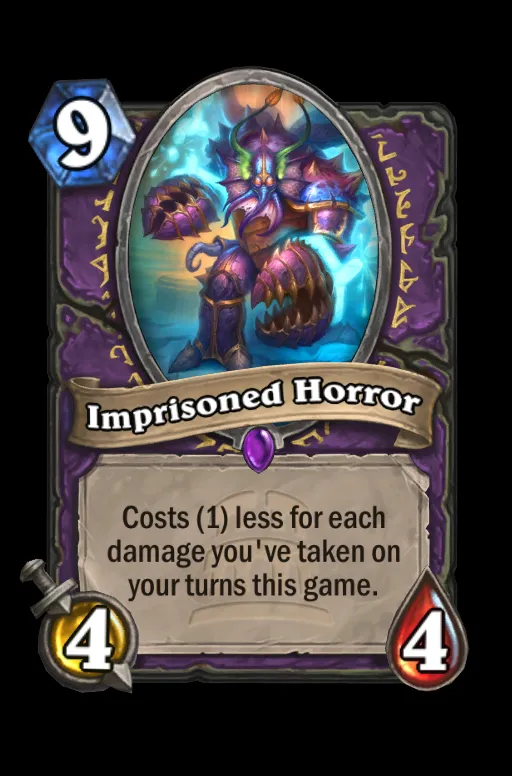 9
Imprisoned Horror
Costs (1) less for each
damage you've taken on
your turns this game.
4
4